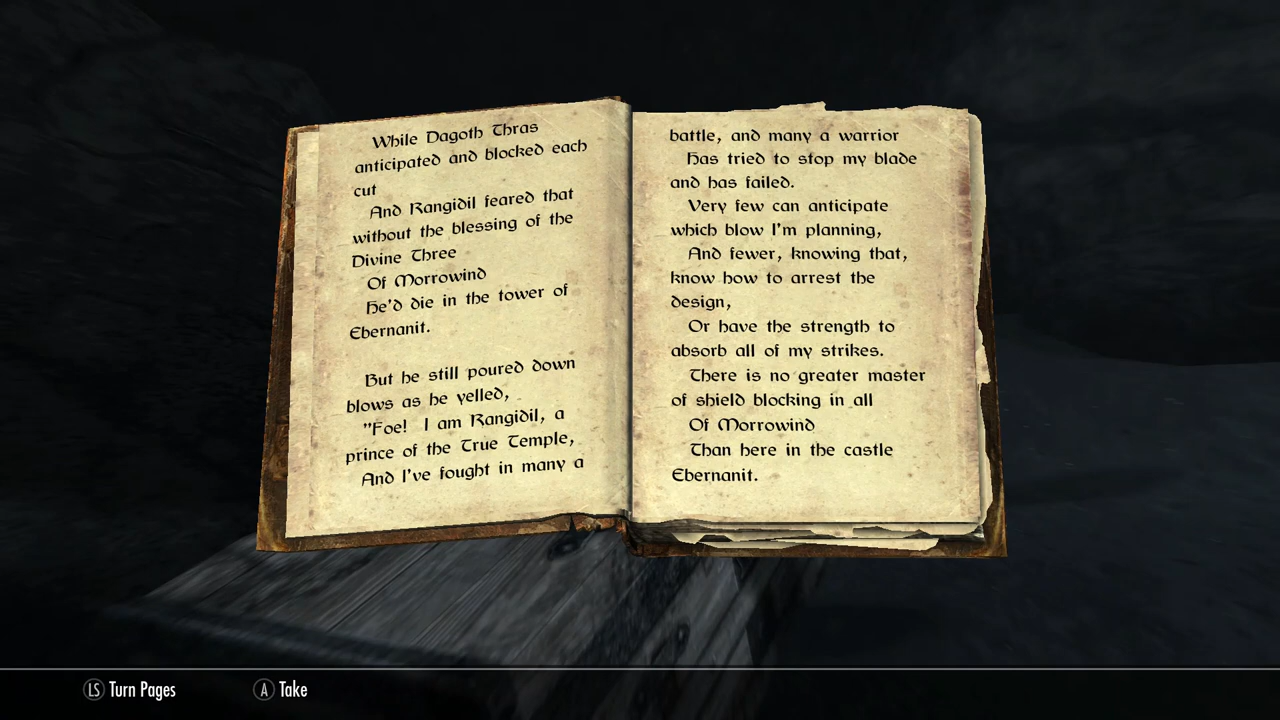 While Dagoth Thras
anticipated and blocked each
cut
And Rangidil feared that
without the blessing of the
Divine Three
Of Morrowind
He'd die in the tower of
Ebernanit.
But he still poured down
blows as he yelled,
"Foe!  I am Rangidil, a
prince of the True Temple,
And I've fought in many a
battle, and many a warrior
Has tried to stop my blade
and has failed.
Very few can anticipate
which blow I'm planning,
And fewer, knowing that,
know how to arrest the
design,
Or have the strength to
absorb all of my strikes.
There is no greater master
of shield blocking in all
Of Morrowind
Than here in the castle
Ebernanit.
LS Turn Pages
A Take